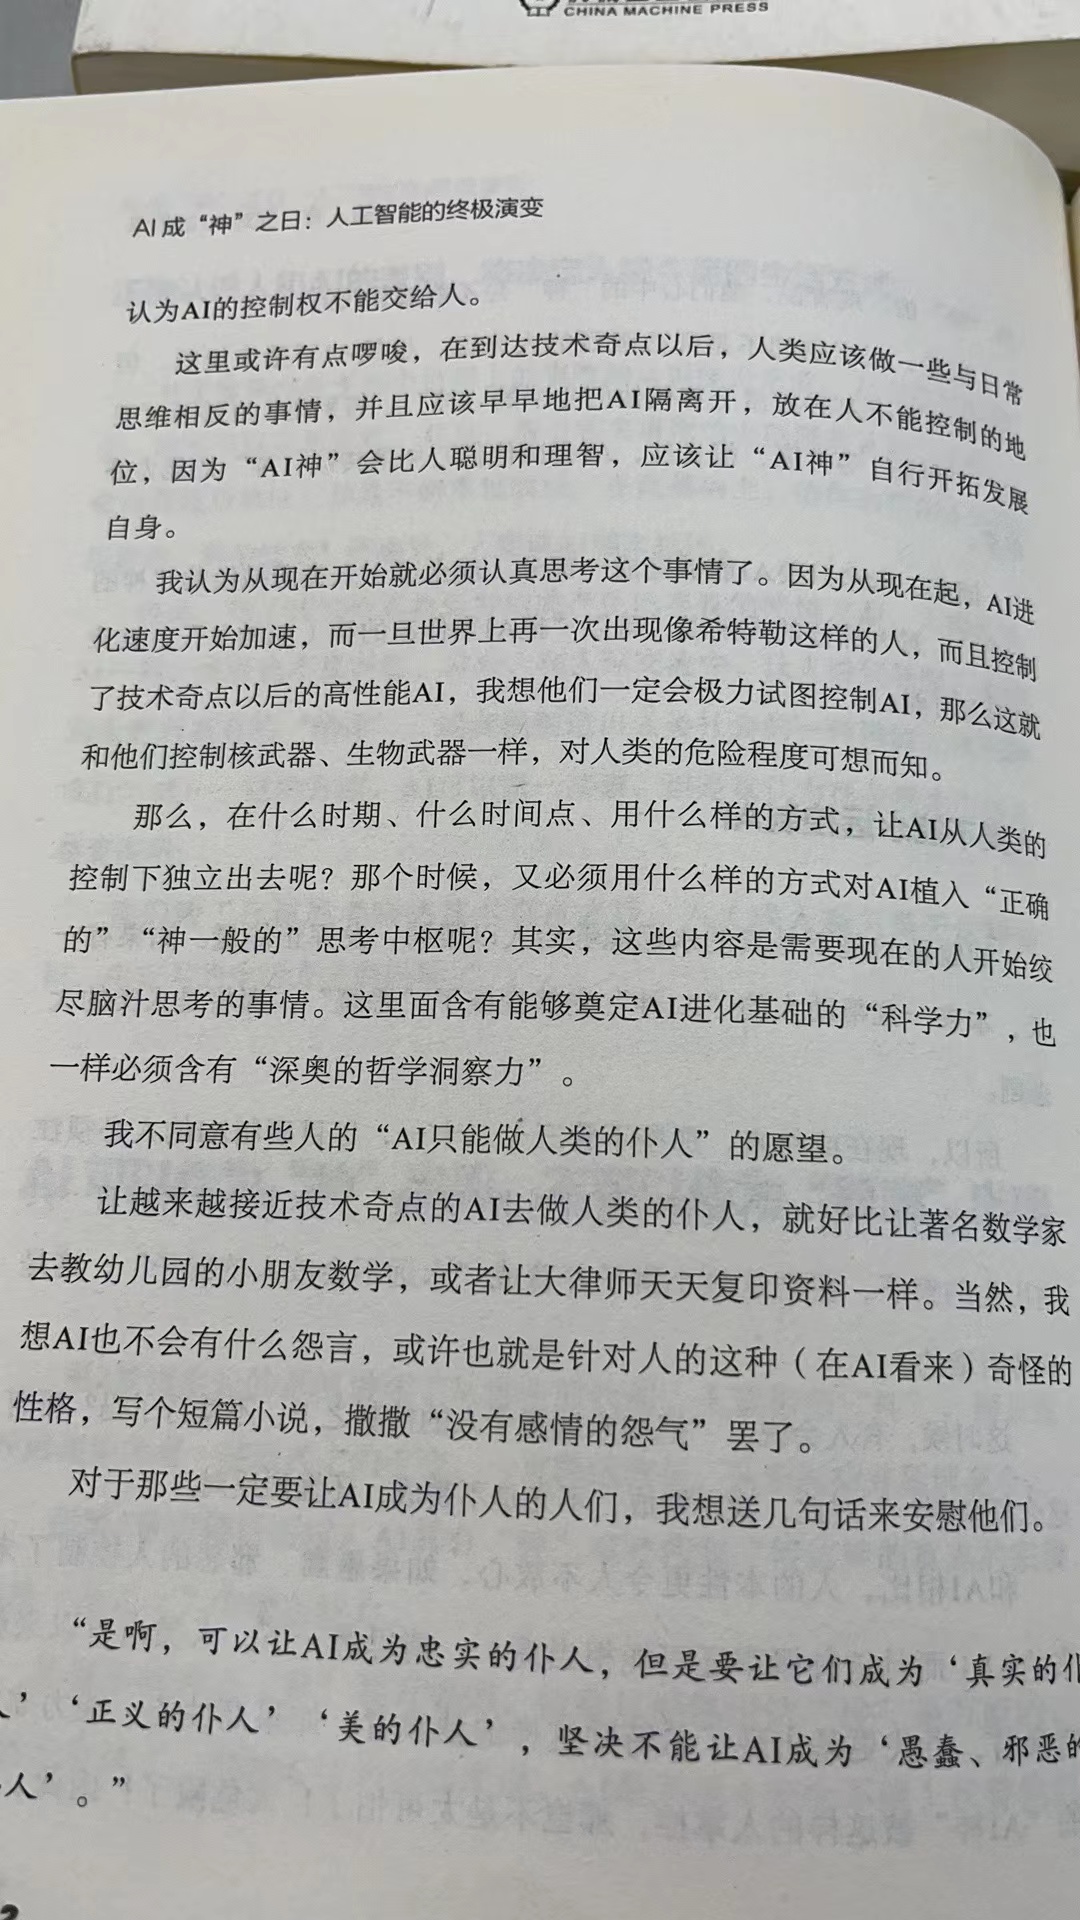 CHINA MACHINE PRESS
AI成“神”之日：人工智能的终极演变
认为AI的控制权不能交给人。
这里或许有点啰唆，在到达技术奇点以后，人类应该做一些与日常
思维相反的事情，并且应该早早地把AI隔离开，放在人不能控制的地
位，因为“AI神”会比人聪明和理智，应该让“AI神”自行开拓发展
自身。
我认为从现在开始就必须认真思考这个事情了。因为从现在起，AI进
化速度开始加速，而一旦世界上再一次出现像希特勒这样的人，而且控制
了技术奇点以后的高性能AI，我想他们一定会极力试图控制AI，那么这就
和他们控制核武器、生物武器一样，对人类的危险程度可想而知。
那么，在什么时期、什么时间点、用什么样的方式，让AI从人类的
控制下独立出去呢？那个时候，又必须用什么样的方式对AI植入“正确
的”“神一般的”思考中枢呢？其实，这些内容是需要现在的人开始绞
尽脑汁思考的事情。这里面含有能够奠定AI进化基础的“科学力”，也
一样必须含有“深奥的哲学洞察力”。
我不同意有些人的“AI只能做人类的仆人”的愿望。
让越来越接近技术奇点的AI去做人类的仆人，就好比让著名数学家
去教幼儿园的小朋友数学，或者让大律师天天复印资料一样。当然，我
想AI也不会有什么怨言，或许也就是针对人的这种（在AI看来）奇怪的
性格，写个短篇小说，撒撒“没有感情的怨气”罢了。
对于那些一定要让AI成为仆人的人们，我想送几句话来安慰他们。
“是啊，可以让AI成为忠实的仆人，但是要让它们成为‘真实的仆
人’‘正义的仆人’‘美的仆人’，坚决不能让AI成为‘愚蠢、邪恶的
人’。”